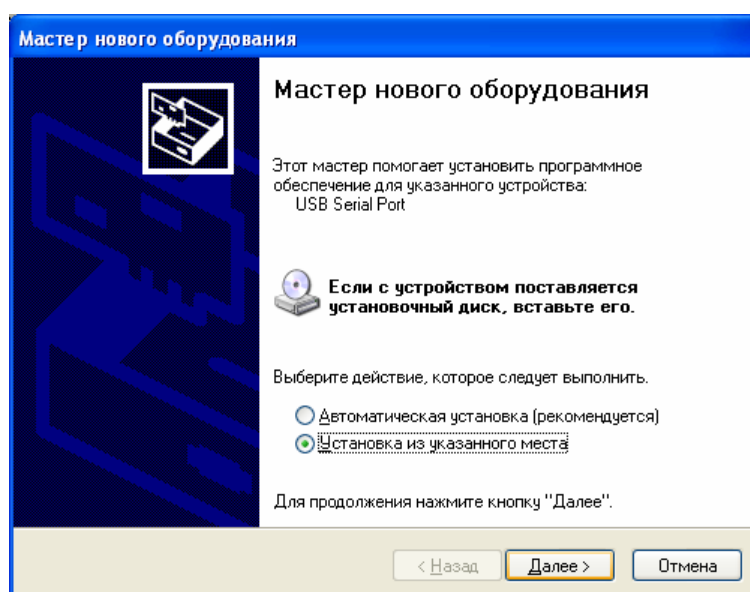 Мастер нового оборудования
Мастер нового оборудования
Этот мастер помогает установить программное
обеспечение для указанного устройства:
USB Serial Port
Если с устройством поставляется
установочный диск, вставьте его.
Выберите действие, которое следует выполнить.
Автоматическая установка (рекомендуется)
Установка из указанного места
Для продолжения нажмите кнопку "Далее".
< Назад Далее > Отмена